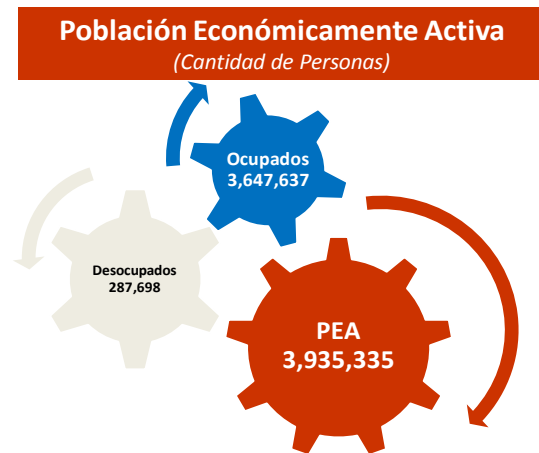 Población Económicamente Activa
(Cantidad de Personas)
Ocupados
3,647,637
Desocupados
287,698
PEA
3,935,335